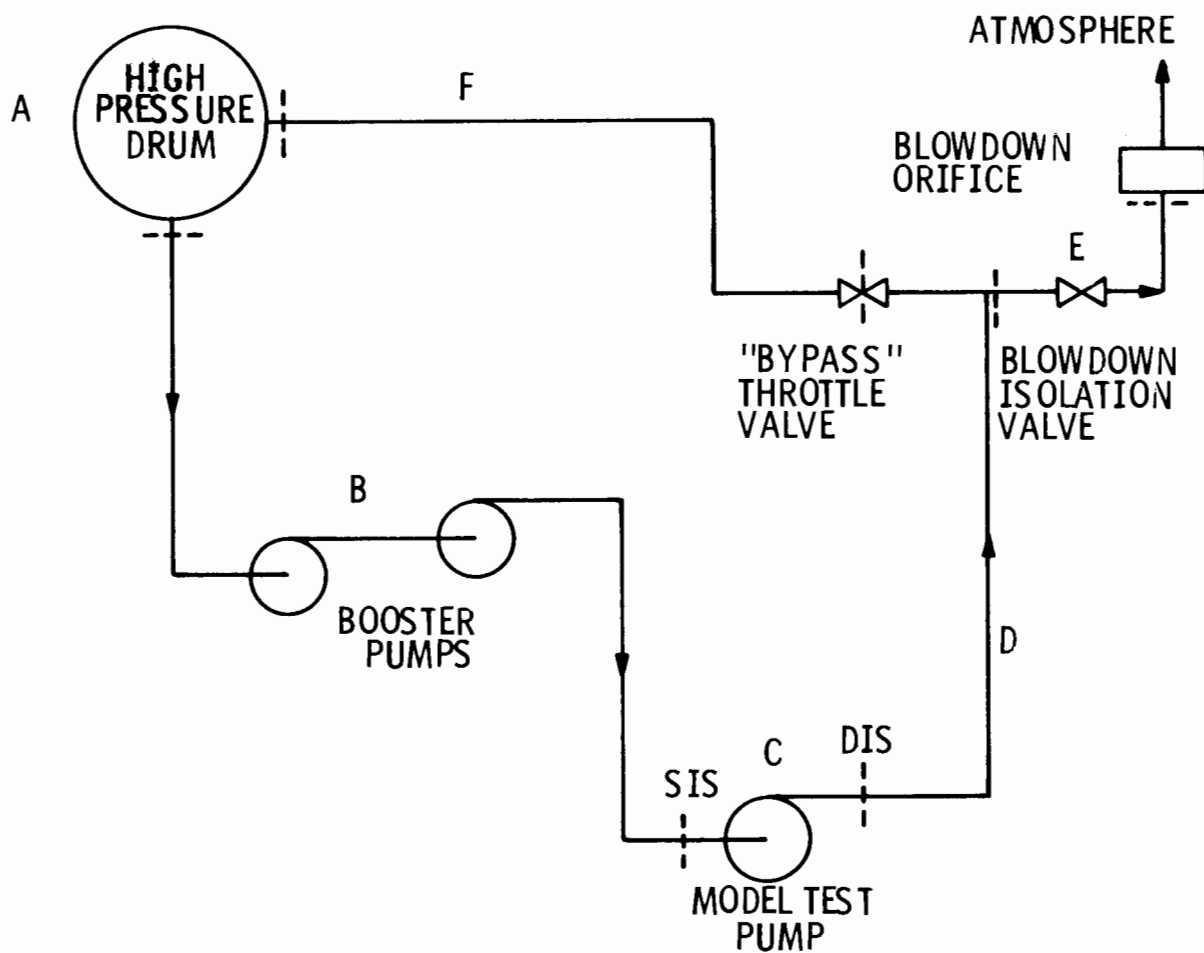 ATMOSPHERE
A
HIGH
PRESSURE
DRUM
F
BLOWDOWN
ORIFICE
E
"BYPASS"
THROTTLE
VALVE
BLOWDOWN
ISOLATION
VALVE
B
BOOSTER
PUMPS
D
C
DIS
SIS
MODEL TEST
PUMP